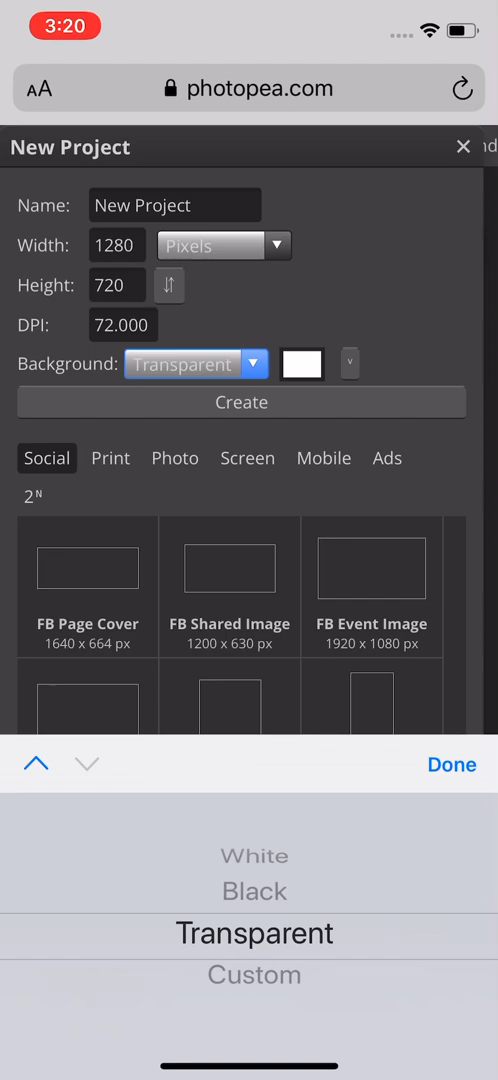 3:20
AA photopea.com
New Project
Name: New Project
Width: 1280 Pixels
Height: 720
DPI: 72.000
Background: Transparent v
Create
Social Print Photo Screen Mobile Ads
2ᴺ
FB Page Cover FB Shared Image FB Event Image
1640 x 664 px 1200 x 630 px 1920 x 1080 px
Done
White
Black
Transparent
Custom